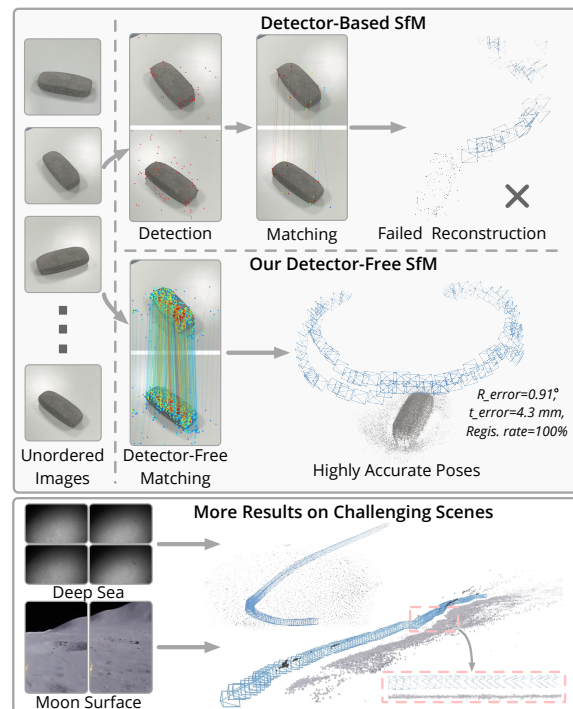 Detector-Based SfM
Detection
Matching
Failed Reconstruction
Our Detector-Free SfM
R_error=0.91°,
t_error=4.3 mm,
Regis. rate=100%
Unordered
Images
Detector-Free
Matching
Highly Accurate Poses
More Results on Challenging Scenes
Deep Sea
Moon Surface